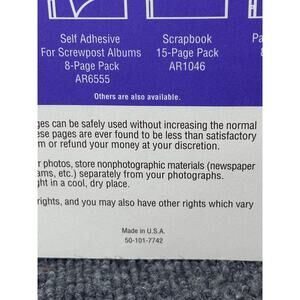 Self Adhesive
For Screwpost Albums
8-Page Pack
AR6555
Scrapbook
15-Page Pack
AR1046
Others are also available.
ges can be safely used without increasing the normal
ese pages are ever found to be less than satisfactory
m or refund your money at your discretion.
r photos, store nonphotographic materials (newspaper
ams, etc.) separately from your photographs.
ght in a cool, dry place.
rights, and you may also have other rights which vary
Made in U.S.A.
50-101-7742